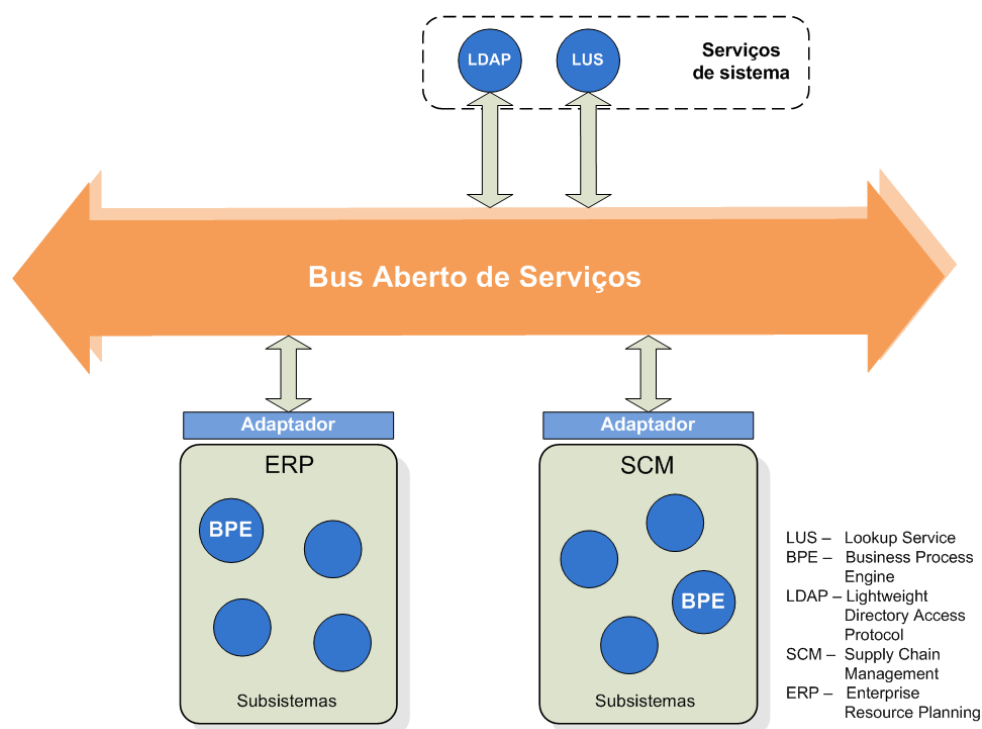 LDAP
LUS
Serviços
de sistema
Bus Aberto de Serviços
Adaptador
ERP
BPE
Subsistemas
Adaptador
SCM
BPE
Subsistemas
LUS – Lookup Service
BPE – Business Process
Engine
LDAP – Lightweight
Directory Access
Protocol
SCM – Supply Chain
Management
ERP – Enterprise
Resource Planning